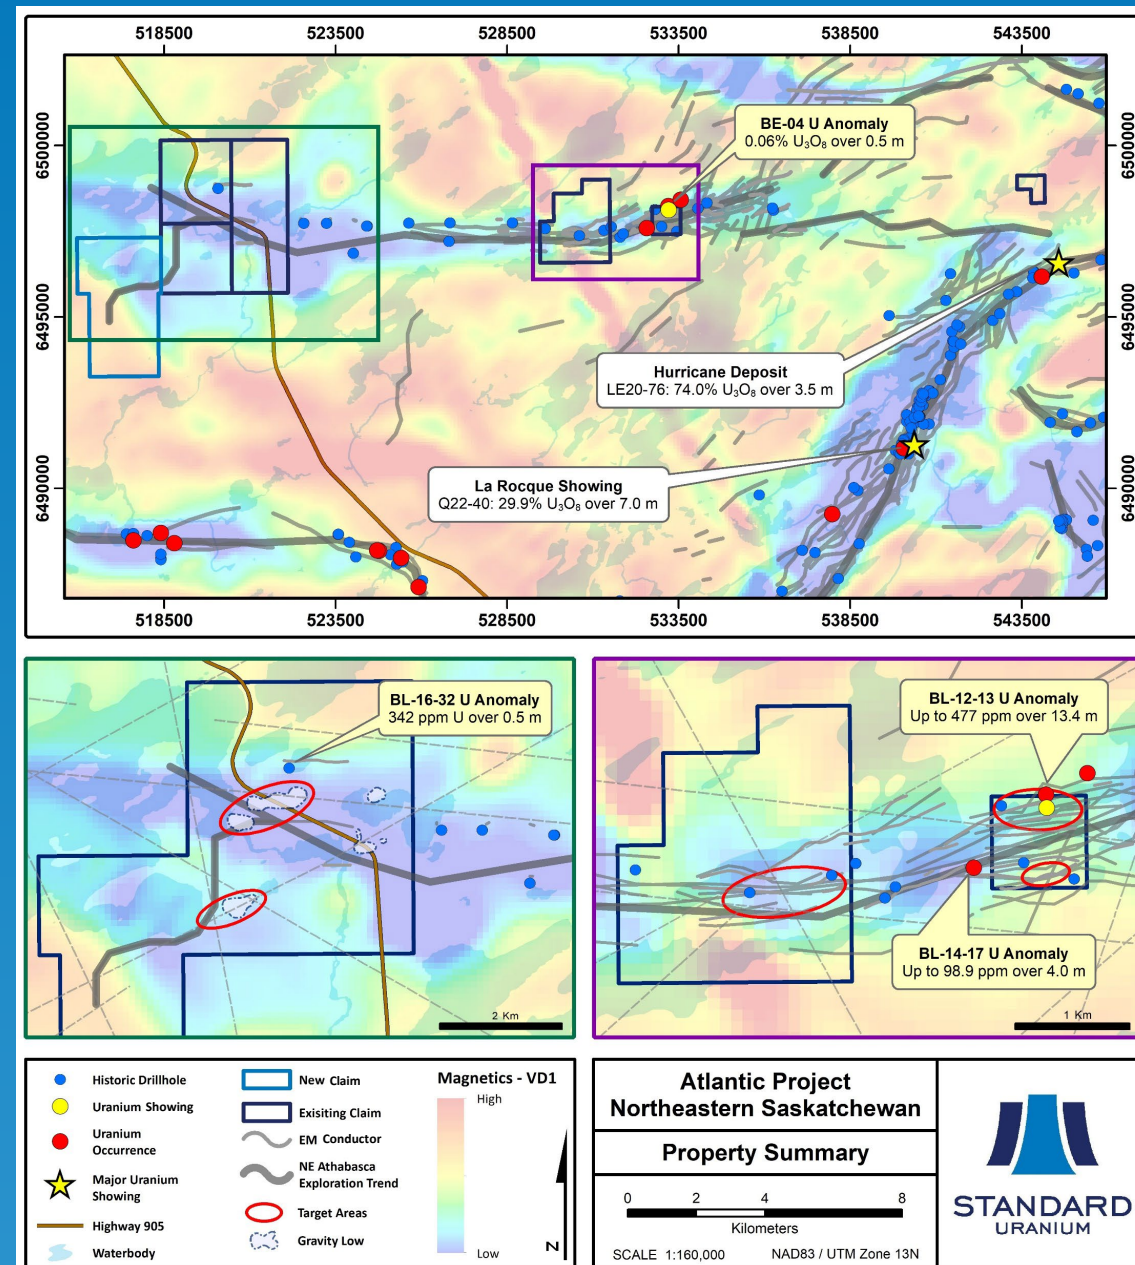 518500 523500 528500 533500 538500 543500
6500000
6495000
6490000
6500000
6495000
6490000
BE-04 U Anomaly
0.06% U₃O₈ over 0.5 m
Hurricane Deposit
LE20-76: 74.0% U₃O₈ over 3.5 m
La Rocque Showing
Q22-40: 29.9% U₃O₈ over 7.0 m
518500 523500 528500 533500 538500 543500
BL-16-32 U Anomaly
342 ppm U over 0.5 m
2 Km
BL-12-13 U Anomaly
Up to 477 ppm over 13.4 m
BL-14-17 U Anomaly
Up to 98.9 ppm over 4.0 m
1 Km
Historic Drillhole
Uranium Showing
Uranium
Occurrence
Major Uranium
Showing
Highway 905
Waterbody
New Claim
Exisiting Claim
EM Conductor
NE Athabasca
Exploration Trend
Target Areas
Gravity Low
Magnetics - VD1
High
Low
N
Atlantic Project
Northeastern Saskatchewan
Property Summary
0 2 4 8
Kilometers
SCALE 1:160,000 NAD83 / UTM Zone 13N
STANDARD
URANIUM